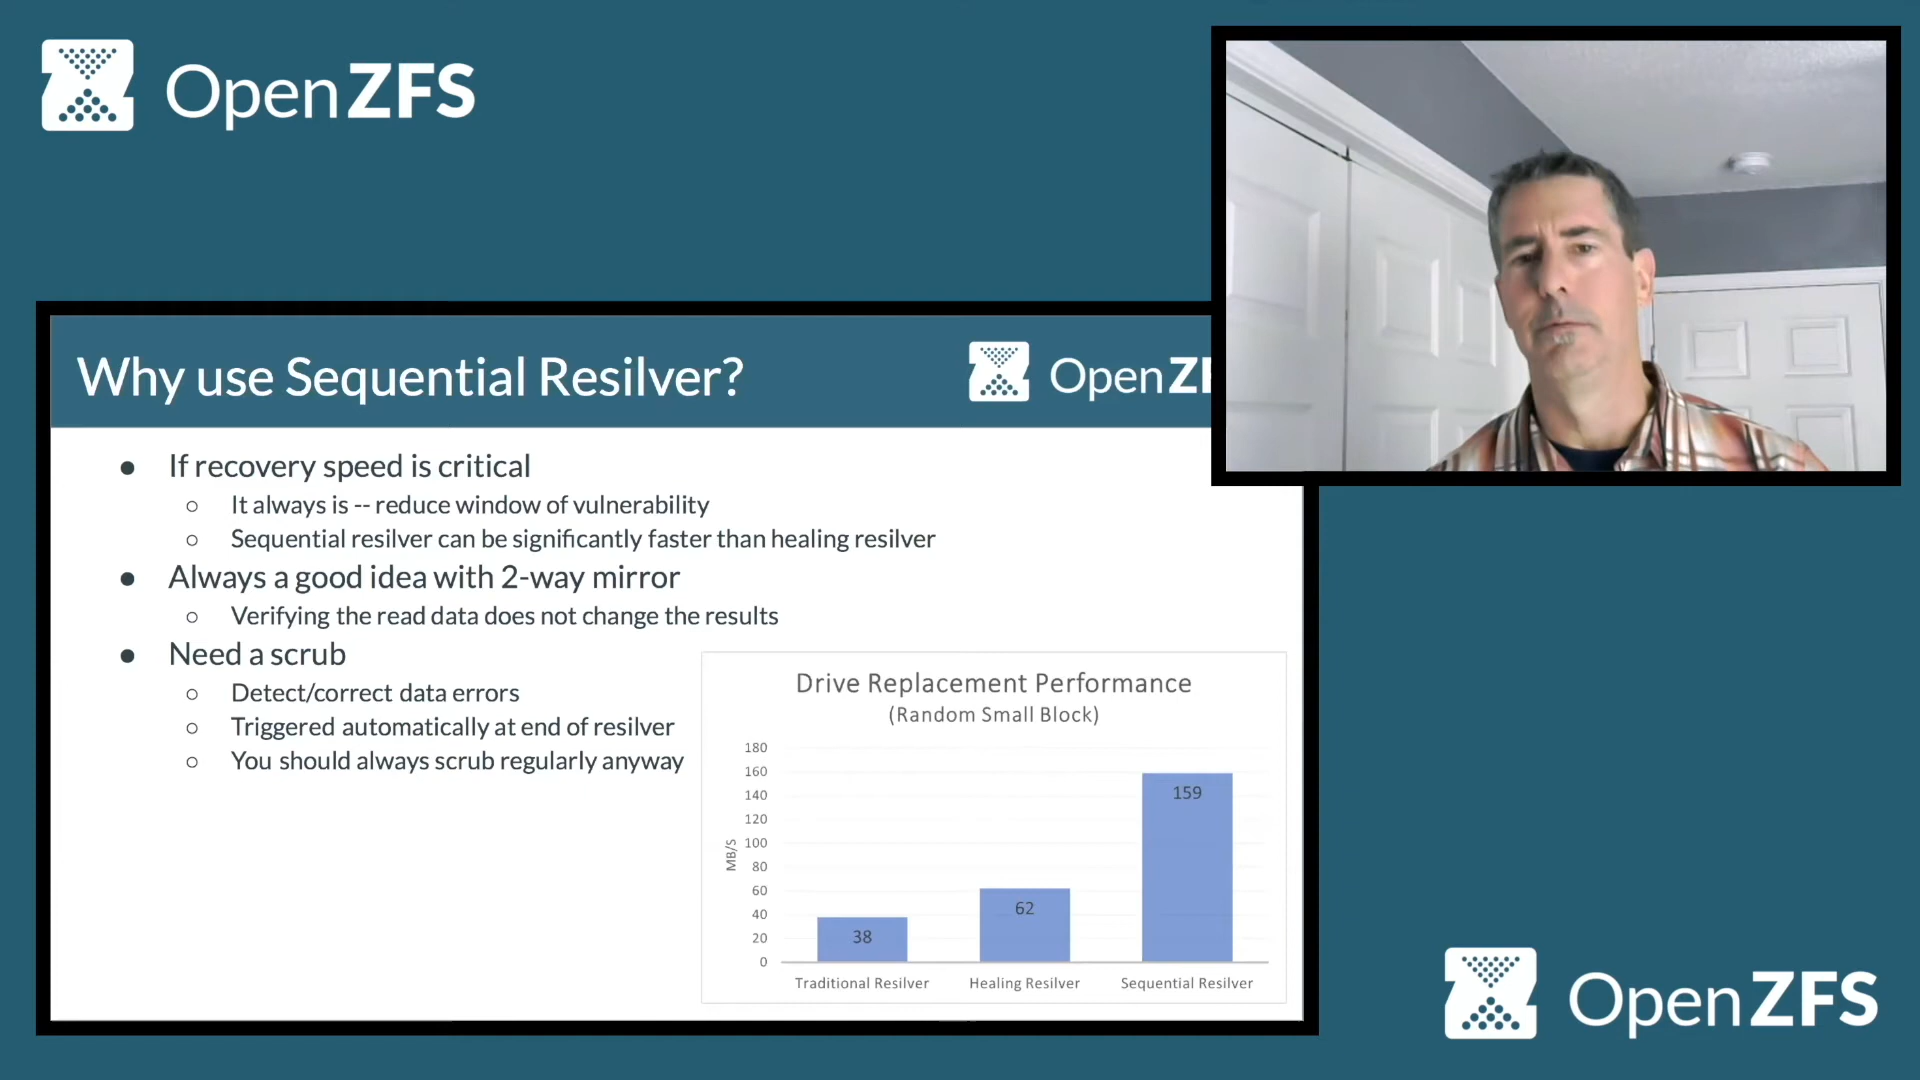 OpenZFS
Why use Sequential Resilver?
Open ZF
● If recovery speed is critical
○ It always is -- reduce window of vulnerability
○ Sequential resilver can be significantly faster than healing resilver
● Always a good idea with 2-way mirror
○ Verifying the read data does not change the results
● Need a scrub
○ Detect/correct data errors
○ Triggered automatically at end of resilver
○ You should always scrub regularly anyway
Drive Replacement Performance
(Random Small Block)
MB/S
180
160
140
120
100
80
60
40
20
0
38
62
159
Traditional Resilver
Healing Resilver
Sequential Resilver
OpenZFS